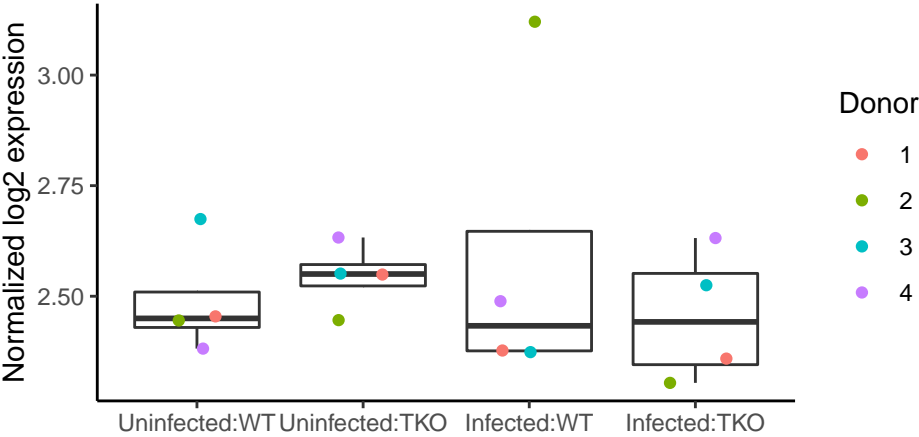 Normalized log2 expression
3.00
2.75
2.50
Uninfected:WT Uninfected:TKO Infected:WT Infected:TKO
Donor
1
2
3
4